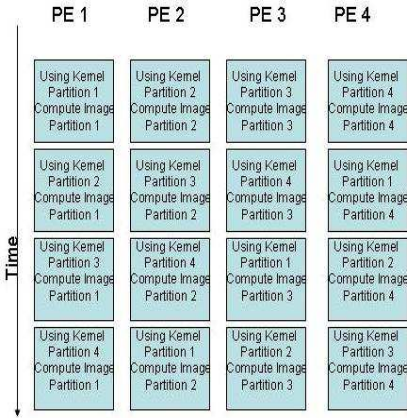 PE 1 PE 2 PE 3 PE 4
Using Kernel Using Kernel Using Kernel Using Kernel
Partition 1 Partition 2 Partition 3 Partition 4
Compute Image Compute Image Compute Image Compute Image
Partition 1 Partition 2 Partition 3 Partition 4
Using Kernel Using Kernel Using Kernel Using Kernel
Partition 2 Partition 3 Partition 4 Partition 1
Compute Image Compute Image Compute Image Compute Image
Partition 1 Partition 2 Partition 3 Partition 4
Time
Using Kernel Using Kernel Using Kernel Using Kernel
Partition 3 Partition 4 Partition 1 Partition 2
Compute Image Compute Image Compute Image Compute Image
Partition 1 Partition 2 Partition 3 Partition 4
Using Kernel Using Kernel Using Kernel Using Kernel
Partition 4 Partition 1 Partition 2 Partition 3
Compute Image Compute Image Compute Image Compute Image
Partition 1 Partition 2 Partition 3 Partition 4